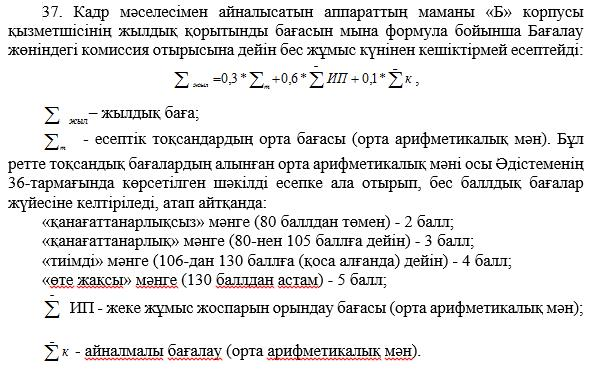 37. Кадр мәселесімен айналысатын аппараттың маманы «Б» корпусы
қызметшісінің жылдық қорытынды бағасын мына формула бойынша Бағалау
жөніндегі комиссия отырысына дейін бес жұмыс күнінен кешіктірмей есептейді:
∑ жыл =0,3 * ∑ т +0,6 * ∑ ИП +0,1* ∑ к ,
∑ жыл – жылдық баға;
∑ т - есептік тоқсандардың орта бағасы (орта арифметикалық мән). Бұл
ретте тоқсандық бағалардың алынған орта арифметикалық мәні осы Әдістеменің
36-тармағында көрсетілген шәкілді есепке ала отырып, бес балдық бағалар
жүйесіне келтіріледі, атап айтқанда:
«қанағаттанарлықсыз» мәнге (80 баллдан төмен) - 2 балл;
«қанағаттанарлық» мәнге (80-нен 105 баллға дейін) - 3 балл;
«тиімді» мәнге (106-дан 130 баллға (қоса алғанда) дейін) - 4 балл;
«өте жақсы» мәнге (130 баллдан астам) - 5 балл;
∑ ИП - жеке жұмыс жоспарын орындау бағасы (орта арифметикалық мән);
∑ к - айналмалы бағалау (орта арифметикалық мән).